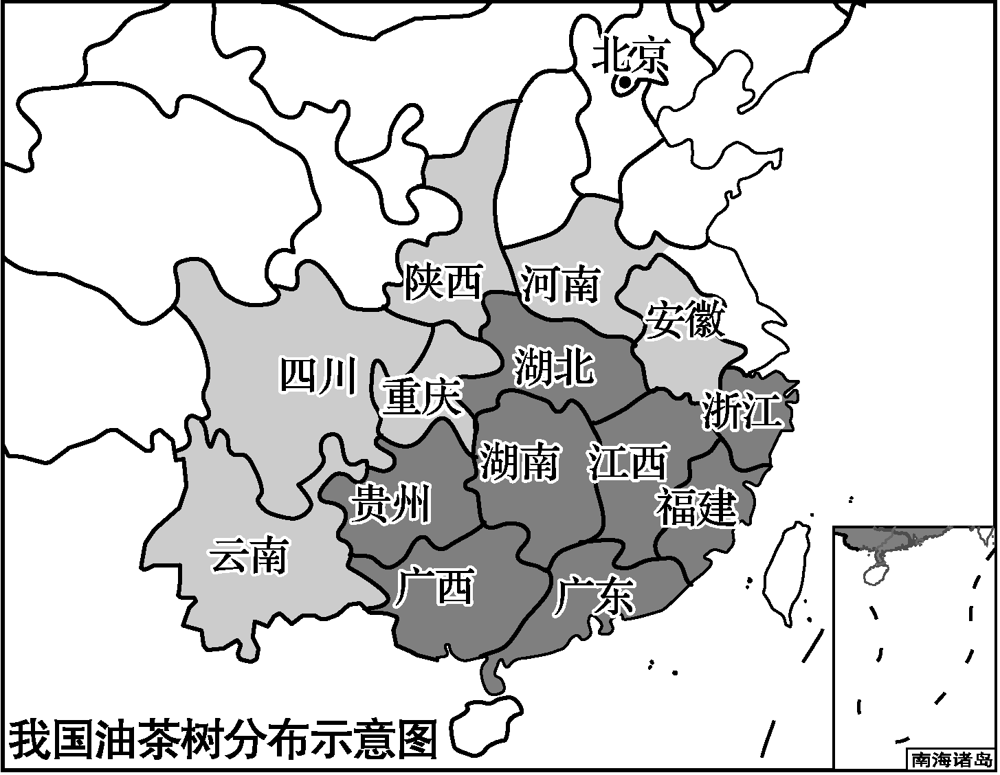 北京
陕西
河南
安徽
四川
重庆
湖北
浙江
湖南
江西
贵州
福建
云南
广西
广东
我国油茶树分布示意图
南海诸岛